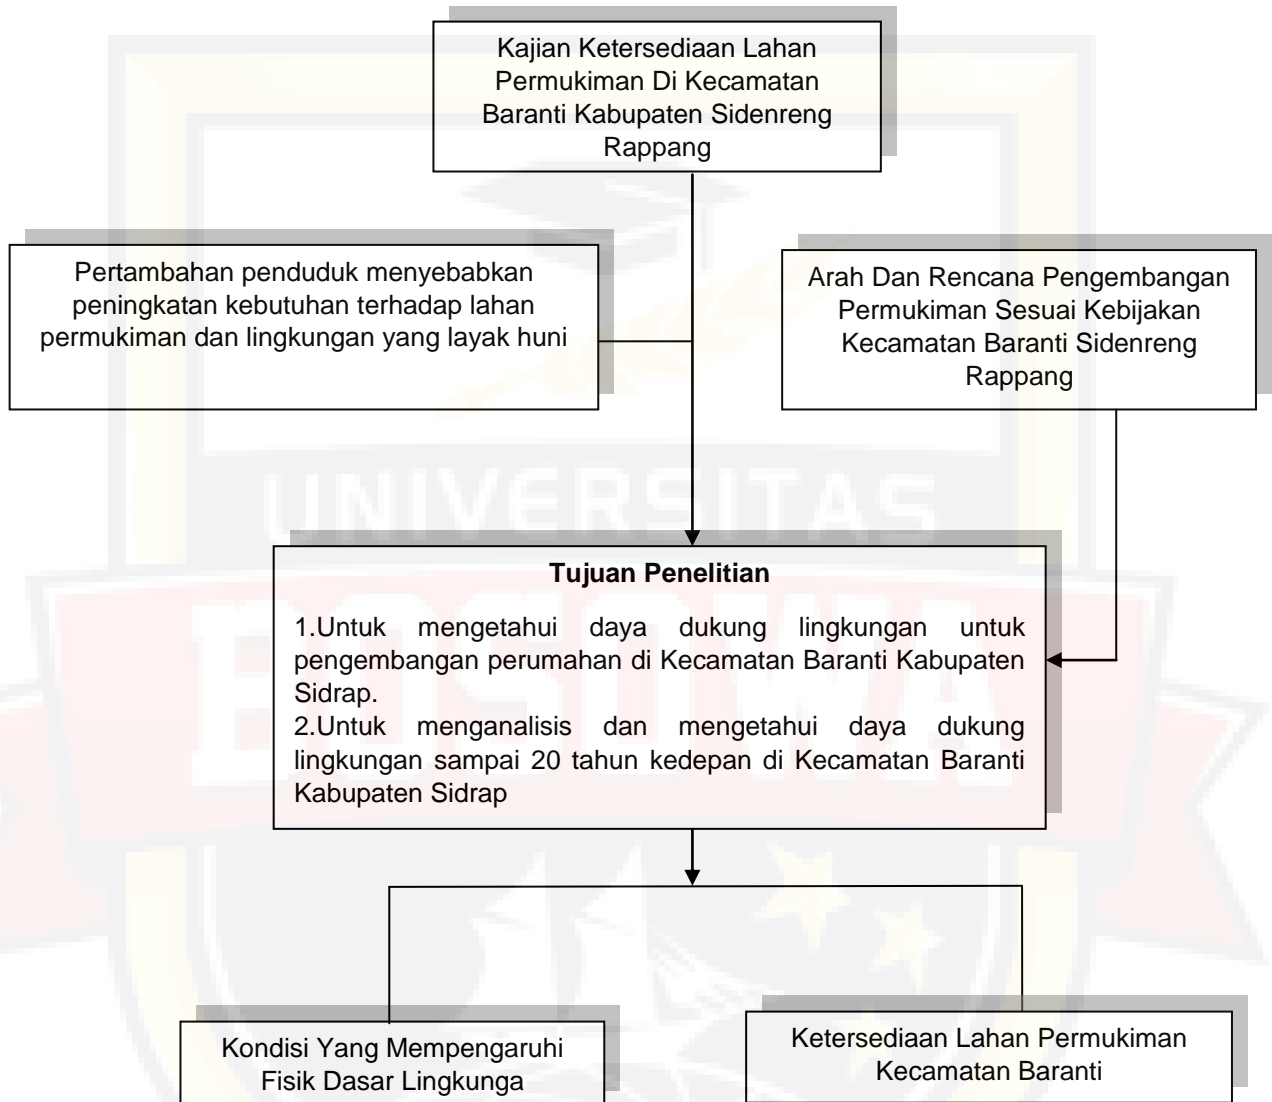 Kajian Ketersediaan Lahan
Permukiman Di Kecamatan
Baranti Kabupaten Sidenreng
Rappang
Pertambahan penduduk menyebabkan
peningkatan kebutuhan terhadap lahan
permukiman dan lingkungan yang layak huni
Arah Dan Rencana Pengembangan
Permukiman Sesuai Kebijakan
Kecamatan Baranti Sidenreng
Rappang
UNIVERSITAS
BOSOWA
Tujuan Penelitian
1.Untuk mengetahui daya dukung lingkungan untuk
pengembangan perumahan di Kecamatan Baranti Kabupaten
Sidrap.
2.Untuk menganalisis dan mengetahui daya dukung
lingkungan sampai 20 tahun kedepan di Kecamatan Baranti
Kabupaten Sidrap
Kondisi Yang Mempengaruhi
Fisik Dasar Lingkunga
Ketersediaan Lahan Permukiman
Kecamatan Baranti